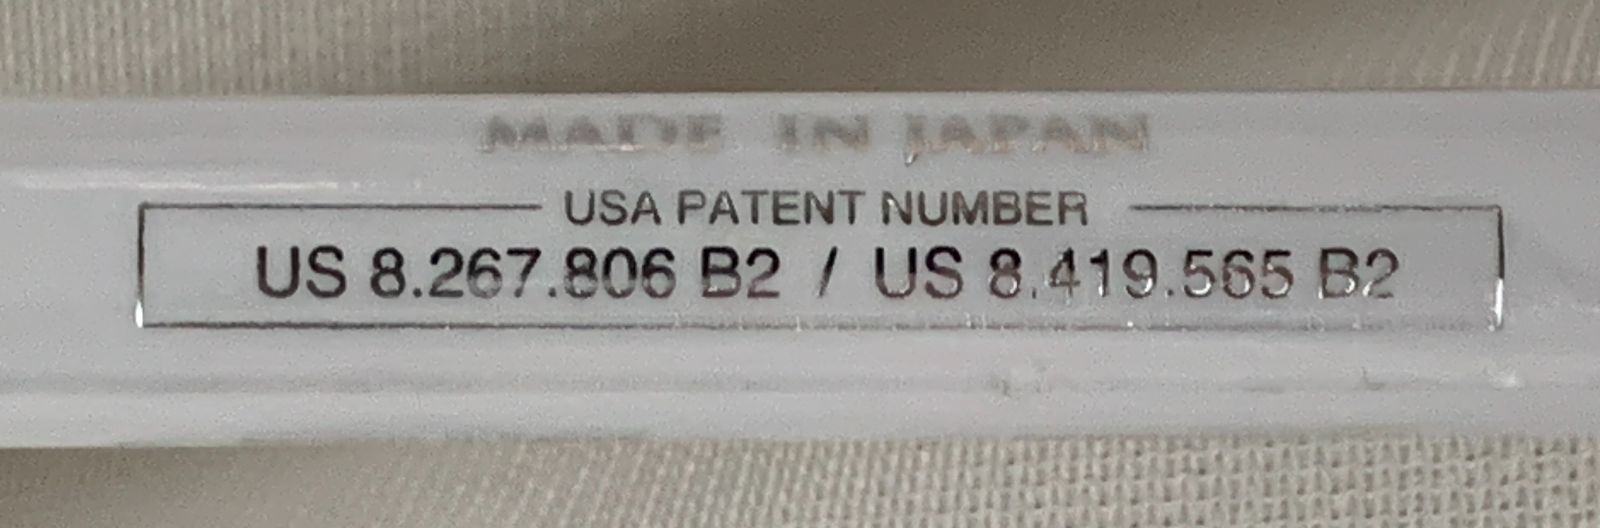 MADE IN JAPAN
USA PATENT NUMBER
US 8.267.806 B2 / US 8.419.565 B2